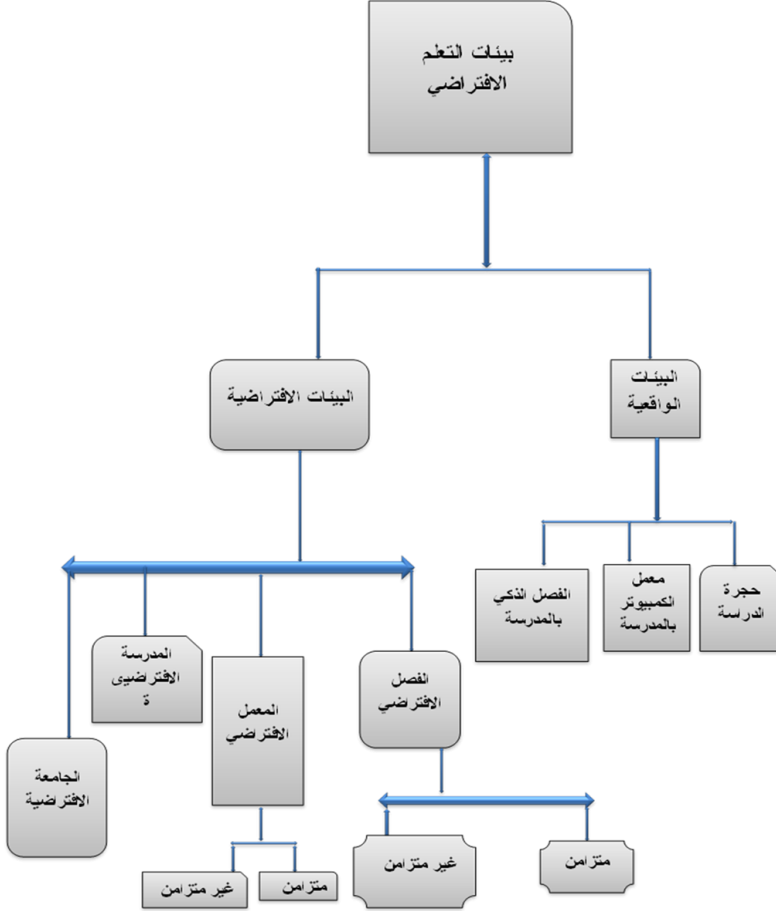 بيئات التعلم
الافتراضي
البيئات
الواقعية
البيئات الافتراضية
حجرة
الدراسة
معمل
الكمبيوتر
بالمدرسة
الفصل الذكي
بالمدرسة
الفصل
الافتراضي
المعمل
الافتراضي
المدرسة
الافتراضيى
ة
الجامعة
الافتراضية
متزامن
غير متزامن
متزامن
غير متزامن